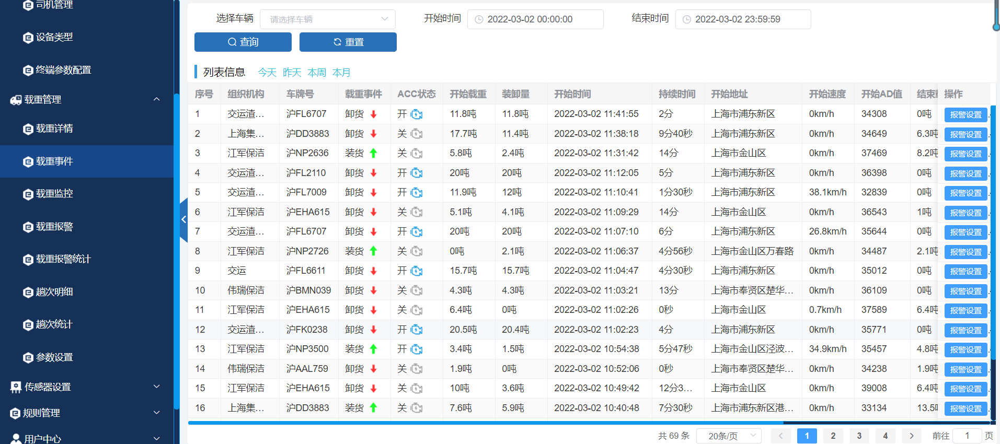 司机管理
设备类型
终端参数配置
载重管理
载重详情
载重事件
载重监控
载重报警
载重报警统计
趟次明细
趟次统计
参数设置
传感器设置
规则管理
用户中心
选择车辆 请选择车辆 开始时间 2022-03-02 00:00:00 结束时间 2022-03-02 23:59:59
查询 重置
列表信息 今天 昨天 本周 本月
序号 组织机构 车牌号 载重事件 ACC状态 开始载重 装卸量 开始时间 持续时间 开始地址 开始速度 开始AD值 结束 操作
1 交运渣... 沪FL6707 卸货 开 11.8吨 11.8吨 2022-03-02 11:41:55 2分 上海市浦东新区 0km/h 34308 0吨 报警设置
2 上海集... 沪DD3883 卸货 关 17.7吨 11.4吨 2022-03-02 11:38:18 9分40秒 上海市浦东新区 0km/h 34649 6.3吨 报警设置
3 江军保洁 沪NP2636 装货 关 5.8吨 2.4吨 2022-03-02 11:31:42 14分 上海市金山区 0km/h 37469 8.2吨 报警设置
4 交运渣... 沪FL2110 卸货 开 20吨 20吨 2022-03-02 11:12:05 5分 上海市浦东新区 0km/h 36398 0吨 报警设置
5 交运渣... 沪FL7009 卸货 开 11.9吨 12吨 2022-03-02 11:10:41 1分30秒 上海市浦东新区 38.1km/h 32839 0吨 报警设置
6 江军保洁 沪EHA615 卸货 关 5.1吨 4.1吨 2022-03-02 11:09:29 14分 上海市金山区 0km/h 36543 1吨 报警设置
7 交运渣... 沪FL6707 卸货 开 20吨 20吨 2022-03-02 11:07:10 6分 上海市浦东新区 26.8km/h 35644 0吨 报警设置
8 江军保洁 沪NP2726 装货 关 0吨 2.1吨 2022-03-02 11:06:37 4分56秒 上海市金山区万春路 0km/h 34487 2.1吨 报警设置
9 交运 沪FL6611 卸货 开 15.7吨 15.7吨 2022-03-02 11:04:47 4分30秒 上海市浦东新区 0km/h 35012 0吨 报警设置
10 伟瑞保洁 沪BMN039 卸货 关 4.3吨 4.3吨 2022-03-02 11:03:21 13分 上海市奉贤区楚华... 0km/h 36109 0吨 报警设置
11 江军保洁 沪EHA615 卸货 关 6.4吨 0吨 2022-03-02 11:02:26 0秒 上海市金山区 0.7km/h 37589 6.4吨 报警设置
12 交运渣... 沪FK0238 卸货 开 20.5吨 20.4吨 2022-03-02 11:02:23 4分 上海市浦东新区 0km/h 35771 0吨 报警设置
13 江军保洁 沪NP3500 装货 开 3.4吨 1.5吨 2022-03-02 10:54:38 5分47秒 上海市金山区泾波... 34.9km/h 35457 4.8吨 报警设置
14 伟瑞保洁 沪AAL759 卸货 关 1.9吨 0吨 2022-03-02 10:52:06 0秒 上海市奉贤区楚华... 0km/h 34238 1.9吨 报警设置
15 江军保洁 沪EHA615 卸货 关 10吨 3.6吨 2022-03-02 10:49:42 12分3... 上海市金山区 0km/h 39008 6.4吨 报警设置
16 上海集... 沪DD3883 装货 关 7.6吨 5.9吨 2022-03-02 10:40:48 7分30秒 上海市浦东新区港... 0km/h 33134 13.5吨 报警设置
共 69 条 20条/页 1 2 3 4 前往 1 页